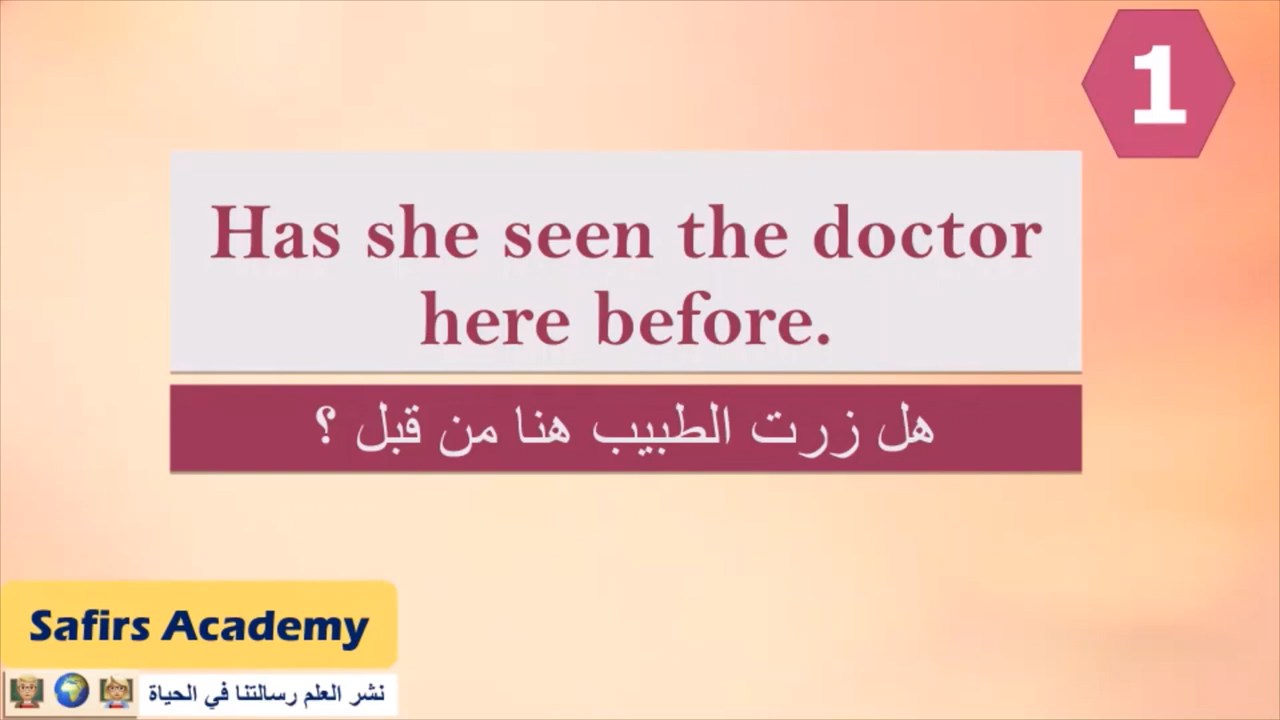 1
Has she seen the doctor
here before.
هل زرت الطبيب هنا من قبل ؟
Safirs Academy
نشر العلم رسالتنا في الحياة